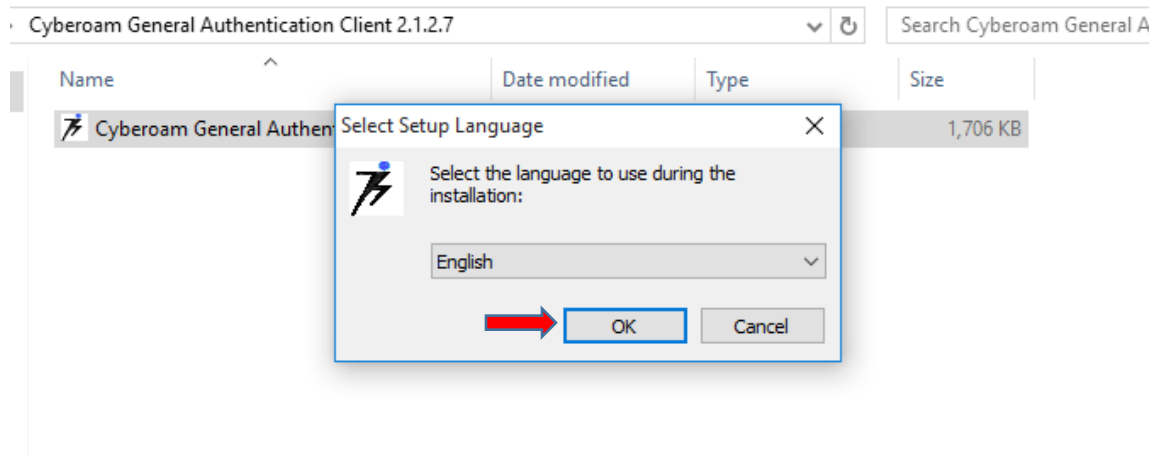 Cyberoam General Authentication Client 2.1.2.7
Search Cyberoam General A
Name
Date modified
Type
Size
Cyberoam General Authen
1,706 KB
Select Setup Language
Select the language to use during the
installation:
English
OK
Cancel